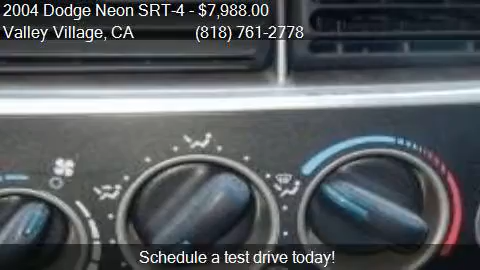 2004 Dodge Neon SRT-4 - $7,988.00
Valley Village, CA (818) 761-2778
Schedule a test drive today!